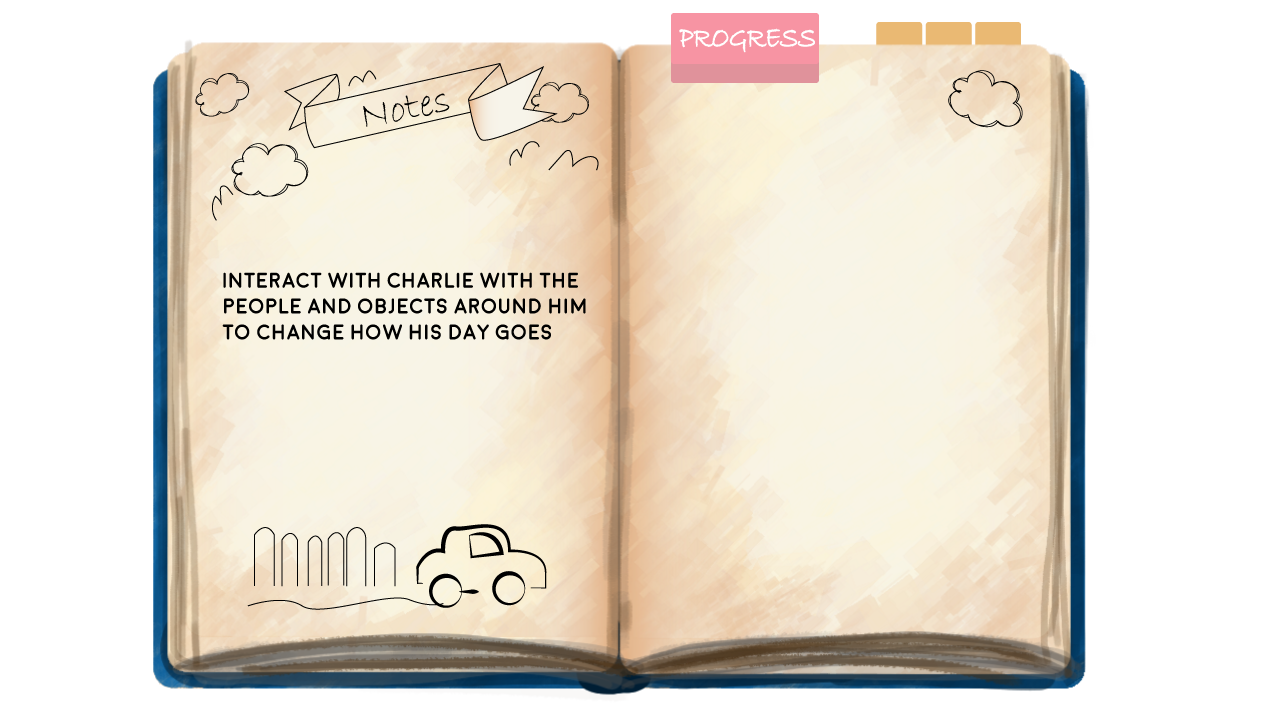 Notes
INTERACT WITH CHARLIE WITH THE
PEOPLE AND OBJECTS AROUND HIM
TO CHANGE HOW HIS DAY GOES
PROGRESS